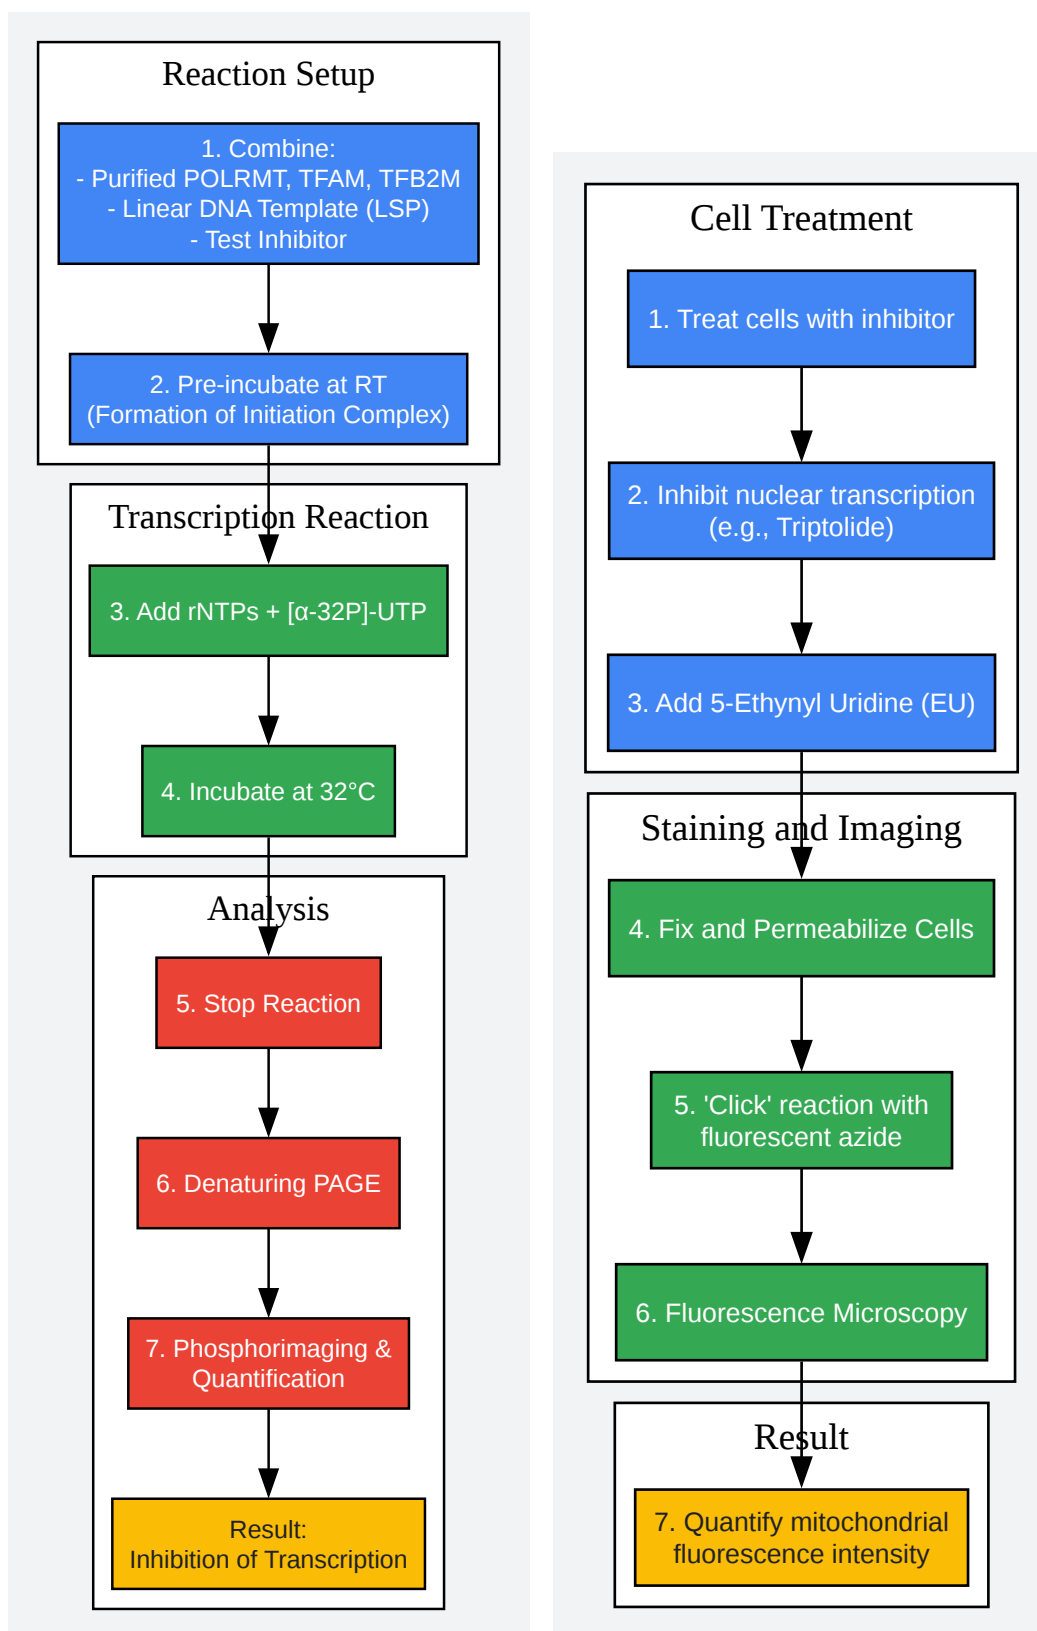 Reaction Setup
1. Combine:
- Purified POLRMT, TFAM, TFB2M
- Linear DNA Template (LSP)
- Test Inhibitor
2. Pre-incubate at RT
(Formation of Initiation Complex)
Transcription Reaction
3. Add rNTPs + [α-32P]-UTP
4. Incubate at 32°C
Analysis
5. Stop Reaction
6. Denaturing PAGE
7. Phosphorimaging &
Quantification
Result:
Inhibition of Transcription
Cell Treatment
1. Treat cells with inhibitor
2. Inhibit nuclear transcription
(e.g., Triptolide)
3. Add 5-Ethynyl Uridine (EU)
Staining and Imaging
4. Fix and Permeabilize Cells
5. 'Click' reaction with
fluorescent azide
6. Fluorescence Microscopy
Result
7. Quantify mitochondrial
fluorescence intensity